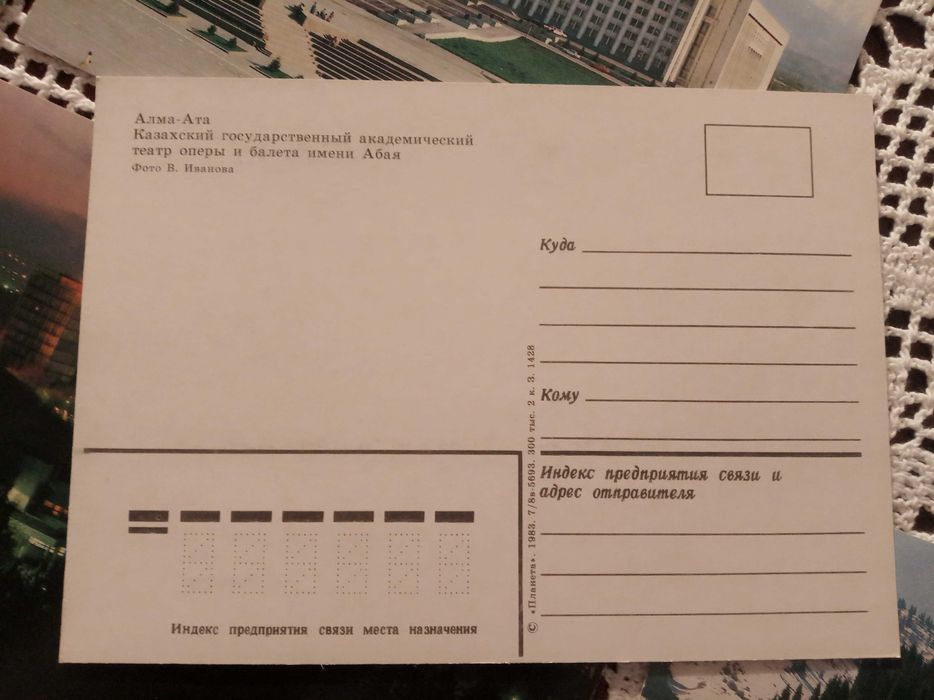 Алма-Ата
Казахский государственный академический
театр оперы и балета имени Абая
Фото В. Иванова
Куда
Кому
Индекс предприятия связи и
адрес отправителя
© «Планета». 1983. 7/8в-5693. 300 тыс. 2 к. З. 1428
Индекс предприятия связи места назначения